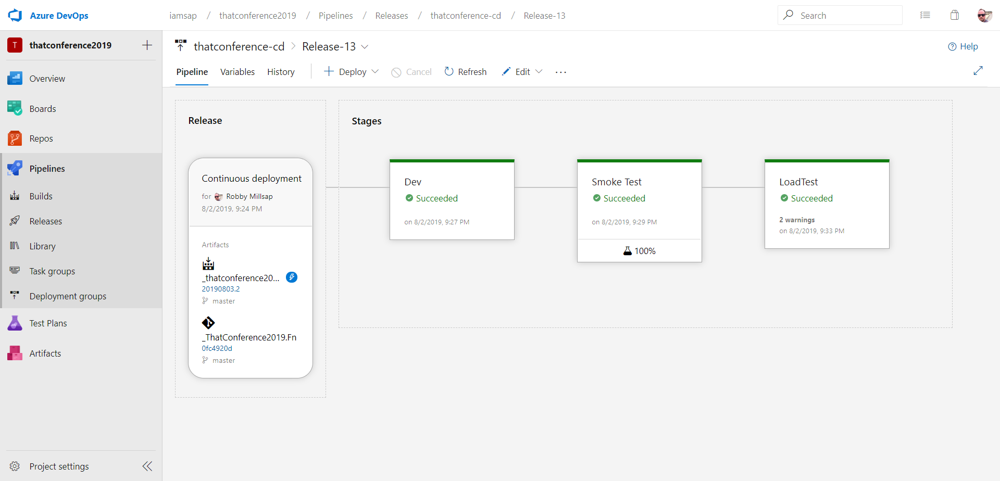 Azure DevOps
iamsap / thatconference2019 / Pipelines / Releases / thatconference-cd / Release-13
Search
T thatconference2019
Overview
Boards
Repos
Pipelines
Builds
Releases
Library
Task groups
Deployment groups
Test Plans
Artifacts
Project settings
thatconference-cd > Release-13
Help
Pipeline Variables History Deploy Cancel Refresh Edit ...
Release
Continuous deployment
for Robby Millsap
8/2/2019, 9:24 PM
Artifacts
_thatconference20...
20190803.2
master
_ThatConference2019.Fn
0fc4920d
master
Stages
Dev
Succeeded
on 8/2/2019, 9:27 PM
Smoke Test
Succeeded
on 8/2/2019, 9:29 PM
100%
LoadTest
Succeeded
2 warnings
on 8/2/2019, 9:33 PM